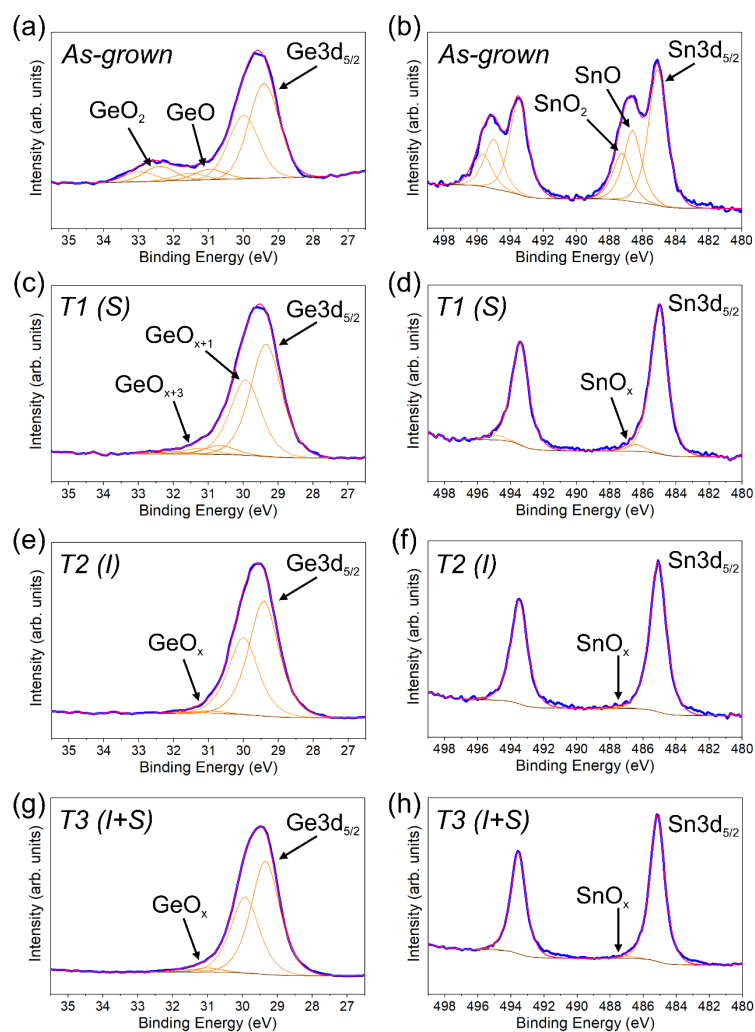 (a)
As-grown
GeO2
GeO
Ge3d5/2
Intensity (arb. units)
35 34 33 32 31 30 29 28 27
Binding Energy (eV)
(b)
As-grown
SnO2
SnO
Sn3d5/2
Intensity (arb. units)
498 496 494 492 490 488 486 484 482 480
Binding Energy (eV)
(c)
T1 (S)
GeOx+3
GeOx+1
Ge3d5/2
Intensity (arb. units)
35 34 33 32 31 30 29 28 27
Binding Energy (eV)
(d)
T1 (S)
SnOx
Sn3d5/2
Intensity (arb. units)
498 496 494 492 490 488 486 484 482 480
Binding Energy (eV)
(e)
T2 (I)
GeOx
Ge3d5/2
Intensity (arb. units)
35 34 33 32 31 30 29 28 27
Binding Energy (eV)
(f)
T2 (I)
SnOx
Sn3d5/2
Intensity (arb. units)
498 496 494 492 490 488 486 484 482 480
Binding Energy (eV)
(g)
T3 (I+S)
GeOx
Ge3d5/2
Intensity (arb. units)
35 34 33 32 31 30 29 28 27
Binding Energy (eV)
(h)
T3 (I+S)
SnOx
Sn3d5/2
Intensity (arb. units)
498 496 494 492 490 488 486 484 482 480
Binding Energy (eV)